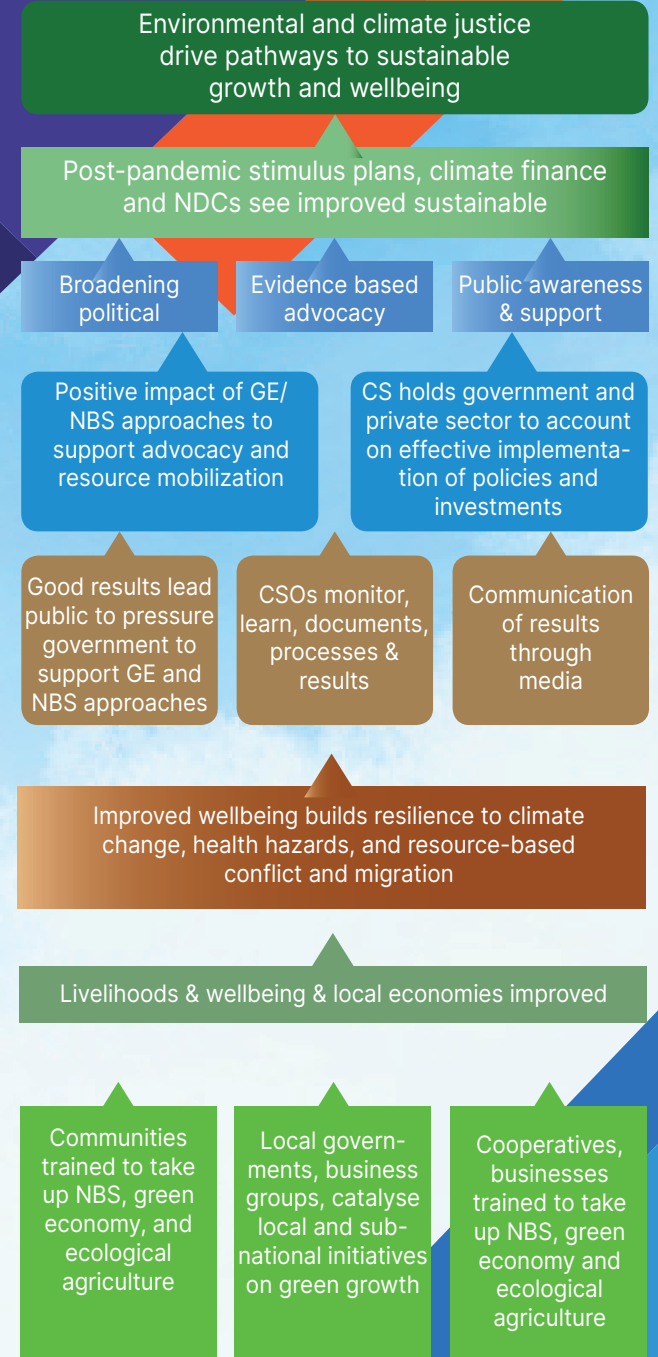 Environmental and climate justice
drive pathways to sustainable
growth and wellbeing
Post-pandemic stimulus plans, climate finance
and NDCs see improved sustainable
Broadening
political
Evidence based
advocacy
Public awareness
& support
Positive impact of GE/
NBS approaches to
support advocacy and
resource mobilization
CS holds government and
private sector to account
on effective implementa-
tion of policies and
investments
Good results lead
public to pressure
government to
support GE and
NBS approaches
CSOs monitor,
learn, documents,
processes &
results
Communication
of results
through
media
Improved wellbeing builds resilience to climate
change, health hazards, and resource-based
conflict and migration
Livelihoods & wellbeing & local economies improved
Communities
trained to take
up NBS, green
economy, and
ecological
agriculture
Local govern-
ments, business
groups, catalyse
local and sub-
national initiatives
on green growth
Cooperatives,
businesses
trained to take
up NBS, green
economy and
ecological
agriculture